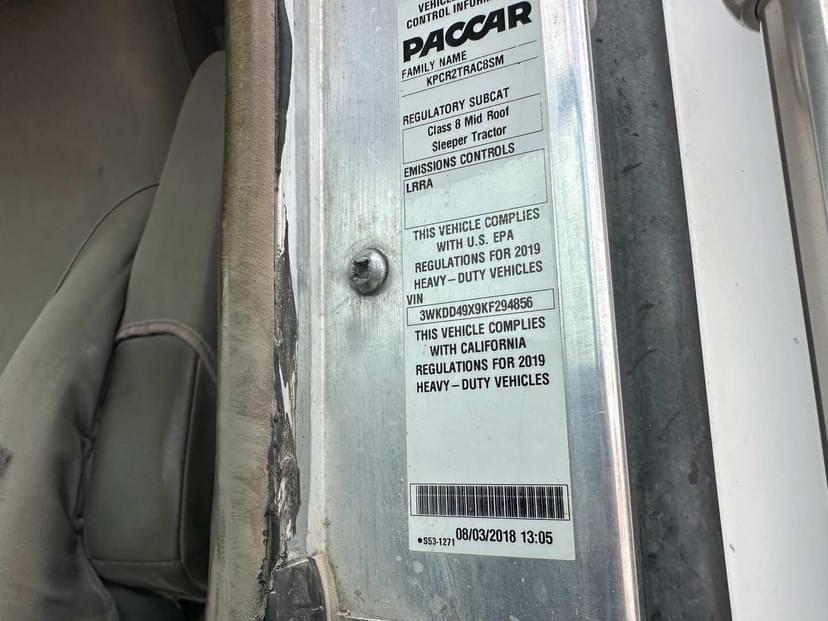 VEHICLE
CONTROL INFORM
PACCAR
FAMILY NAME
KPCR2TRAC8SM
REGULATORY SUBCAT
Class 8 Mid Roof
Sleeper Tractor
EMISSIONS CONTROLS
LRRA
THIS VEHICLE COMPLIES
WITH U.S. EPA
REGULATIONS FOR 2019
HEAVY-DUTY VEHICLES
VIN
3WKDD49X9KF294856
THIS VEHICLE COMPLIES
WITH CALIFORNIA
REGULATIONS FOR 2019
HEAVY-DUTY VEHICLES
•S53-1271 08/03/2018 13:05